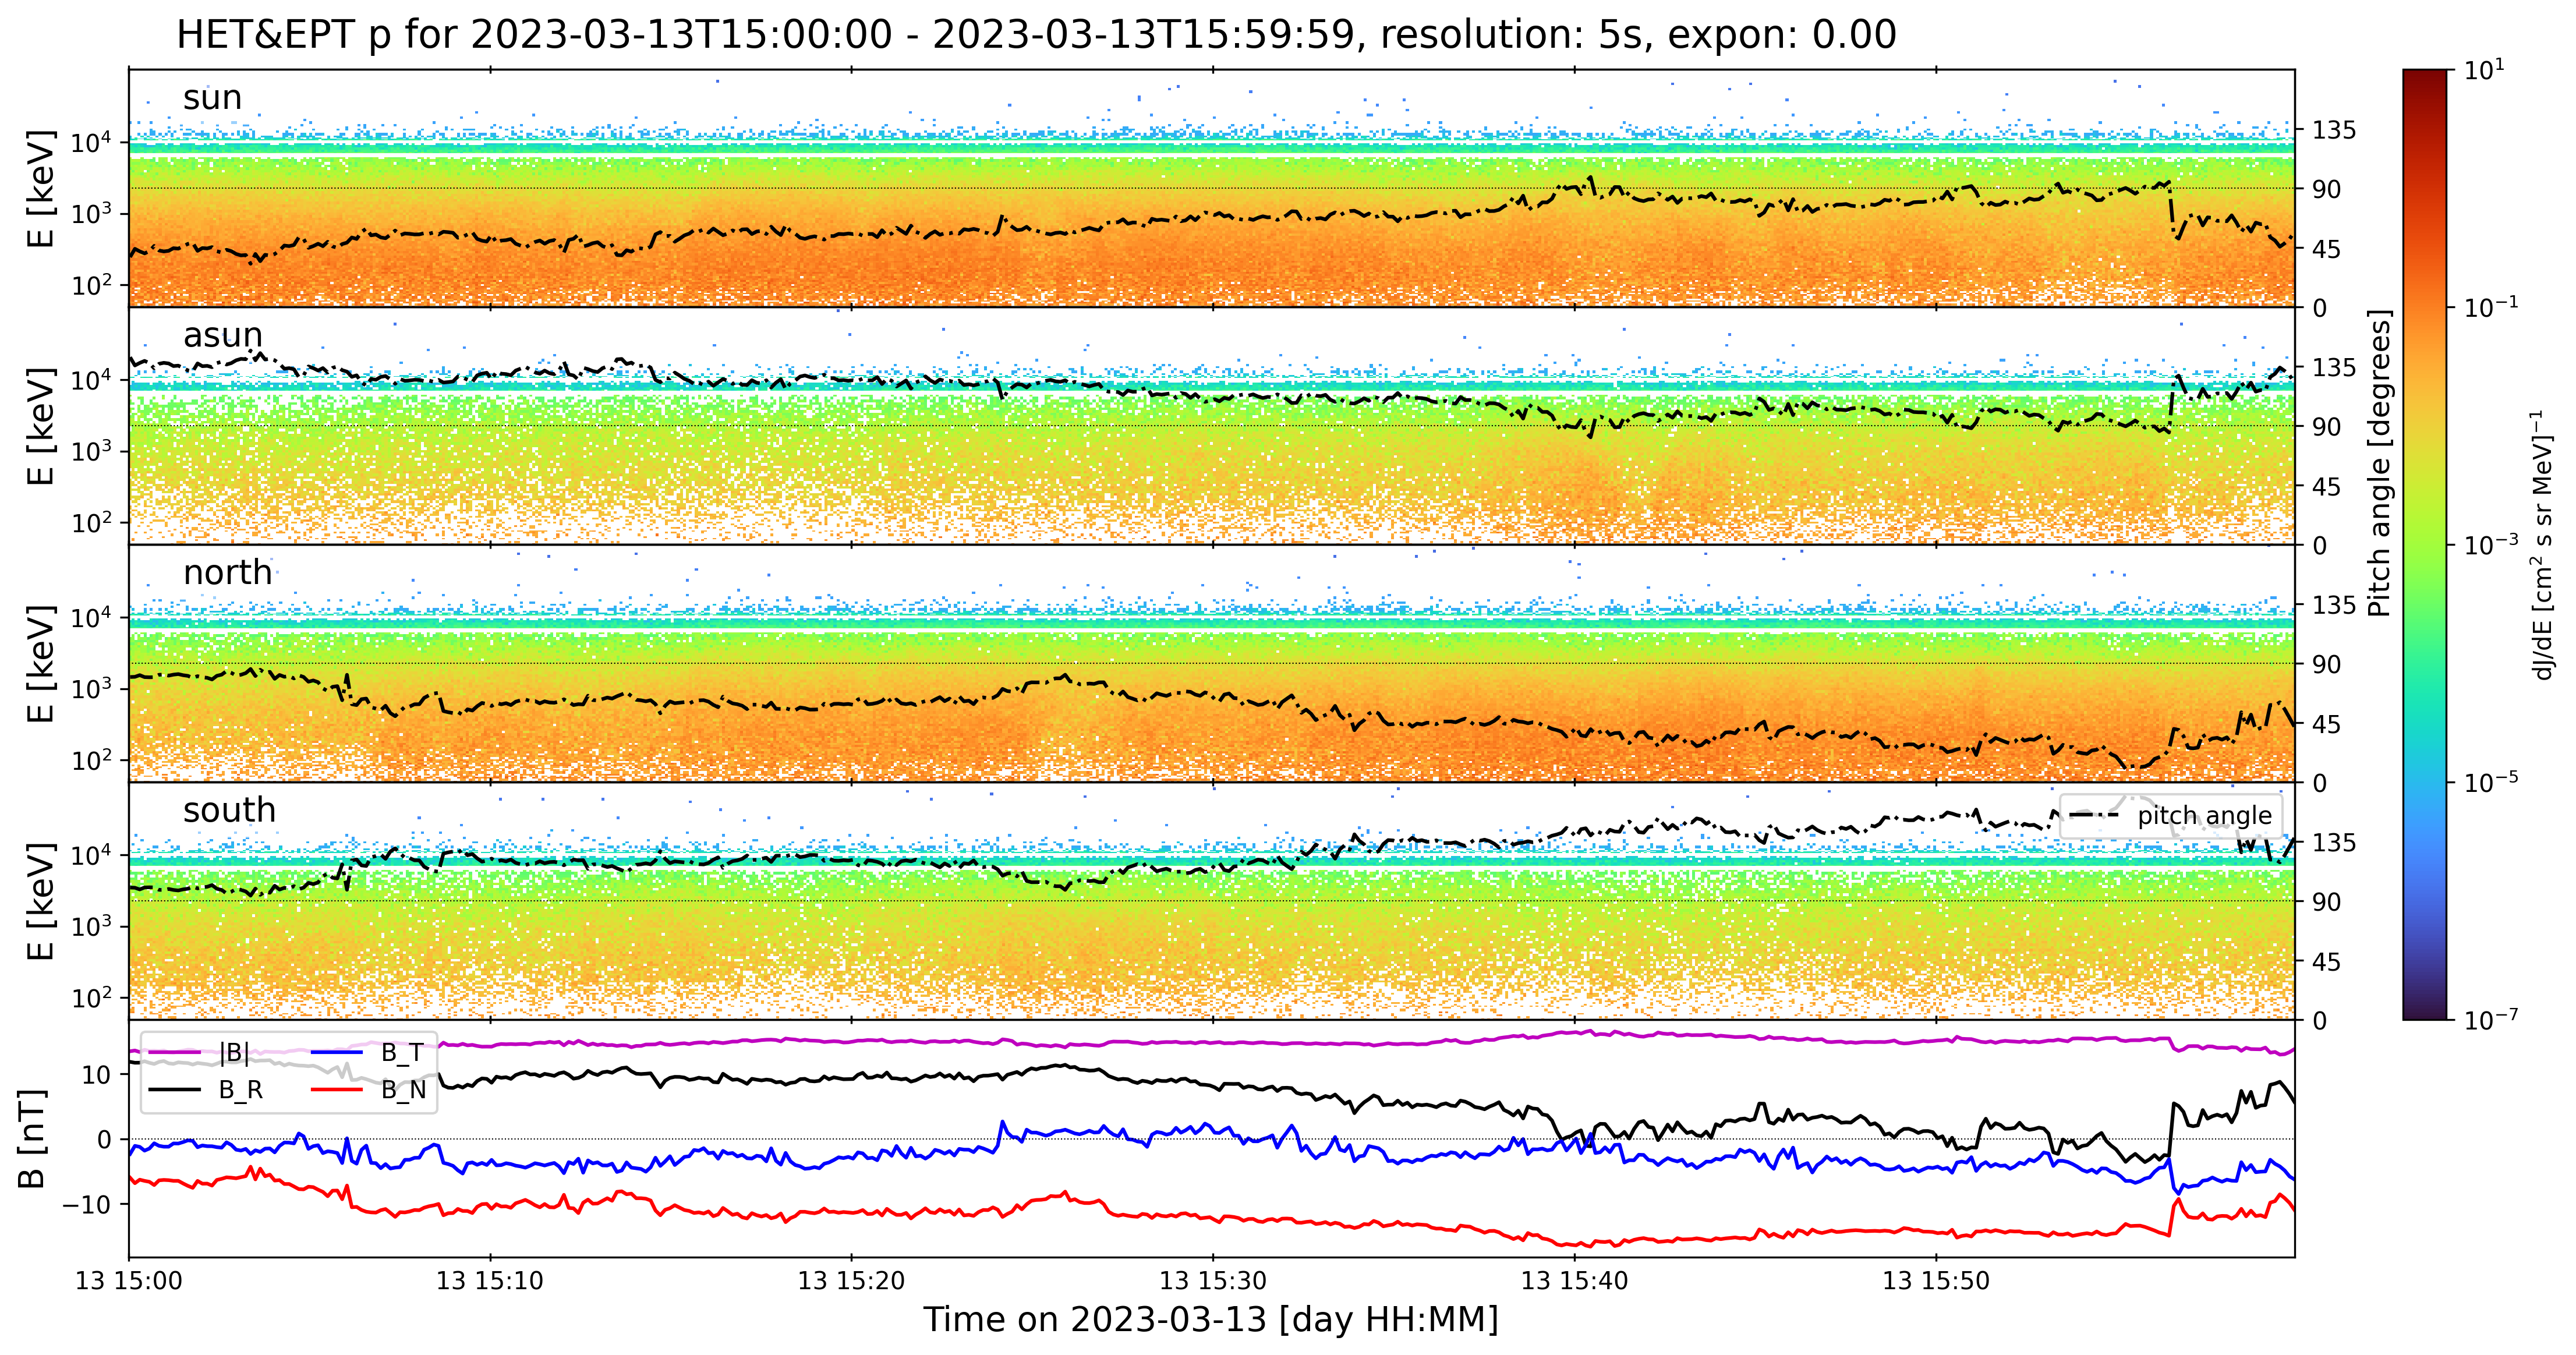 HET&EPT p for 2023-03-13T15:00:00 - 2023-03-13T15:59:59, resolution: 5s, expon: 0.00
sun
E [keV]
10⁴
10³
10²
135
90
45
0
asun
E [keV]
10⁴
10³
10²
135
90
45
0
north
E [keV]
10⁴
10³
10²
135
90
45
0
south
pitch angle
E [keV]
10⁴
10³
10²
135
90
45
0
Pitch angle [degrees]
10¹
10⁻¹
10⁻³
10⁻⁵
10⁻⁷
dJ/dE [cm² s sr MeV]⁻¹
|B|
B_R
B_T
B_N
B [nT]
10
0
−10
13 15:00
13 15:10
13 15:20
13 15:30
13 15:40
13 15:50
Time on 2023-03-13 [day HH:MM]